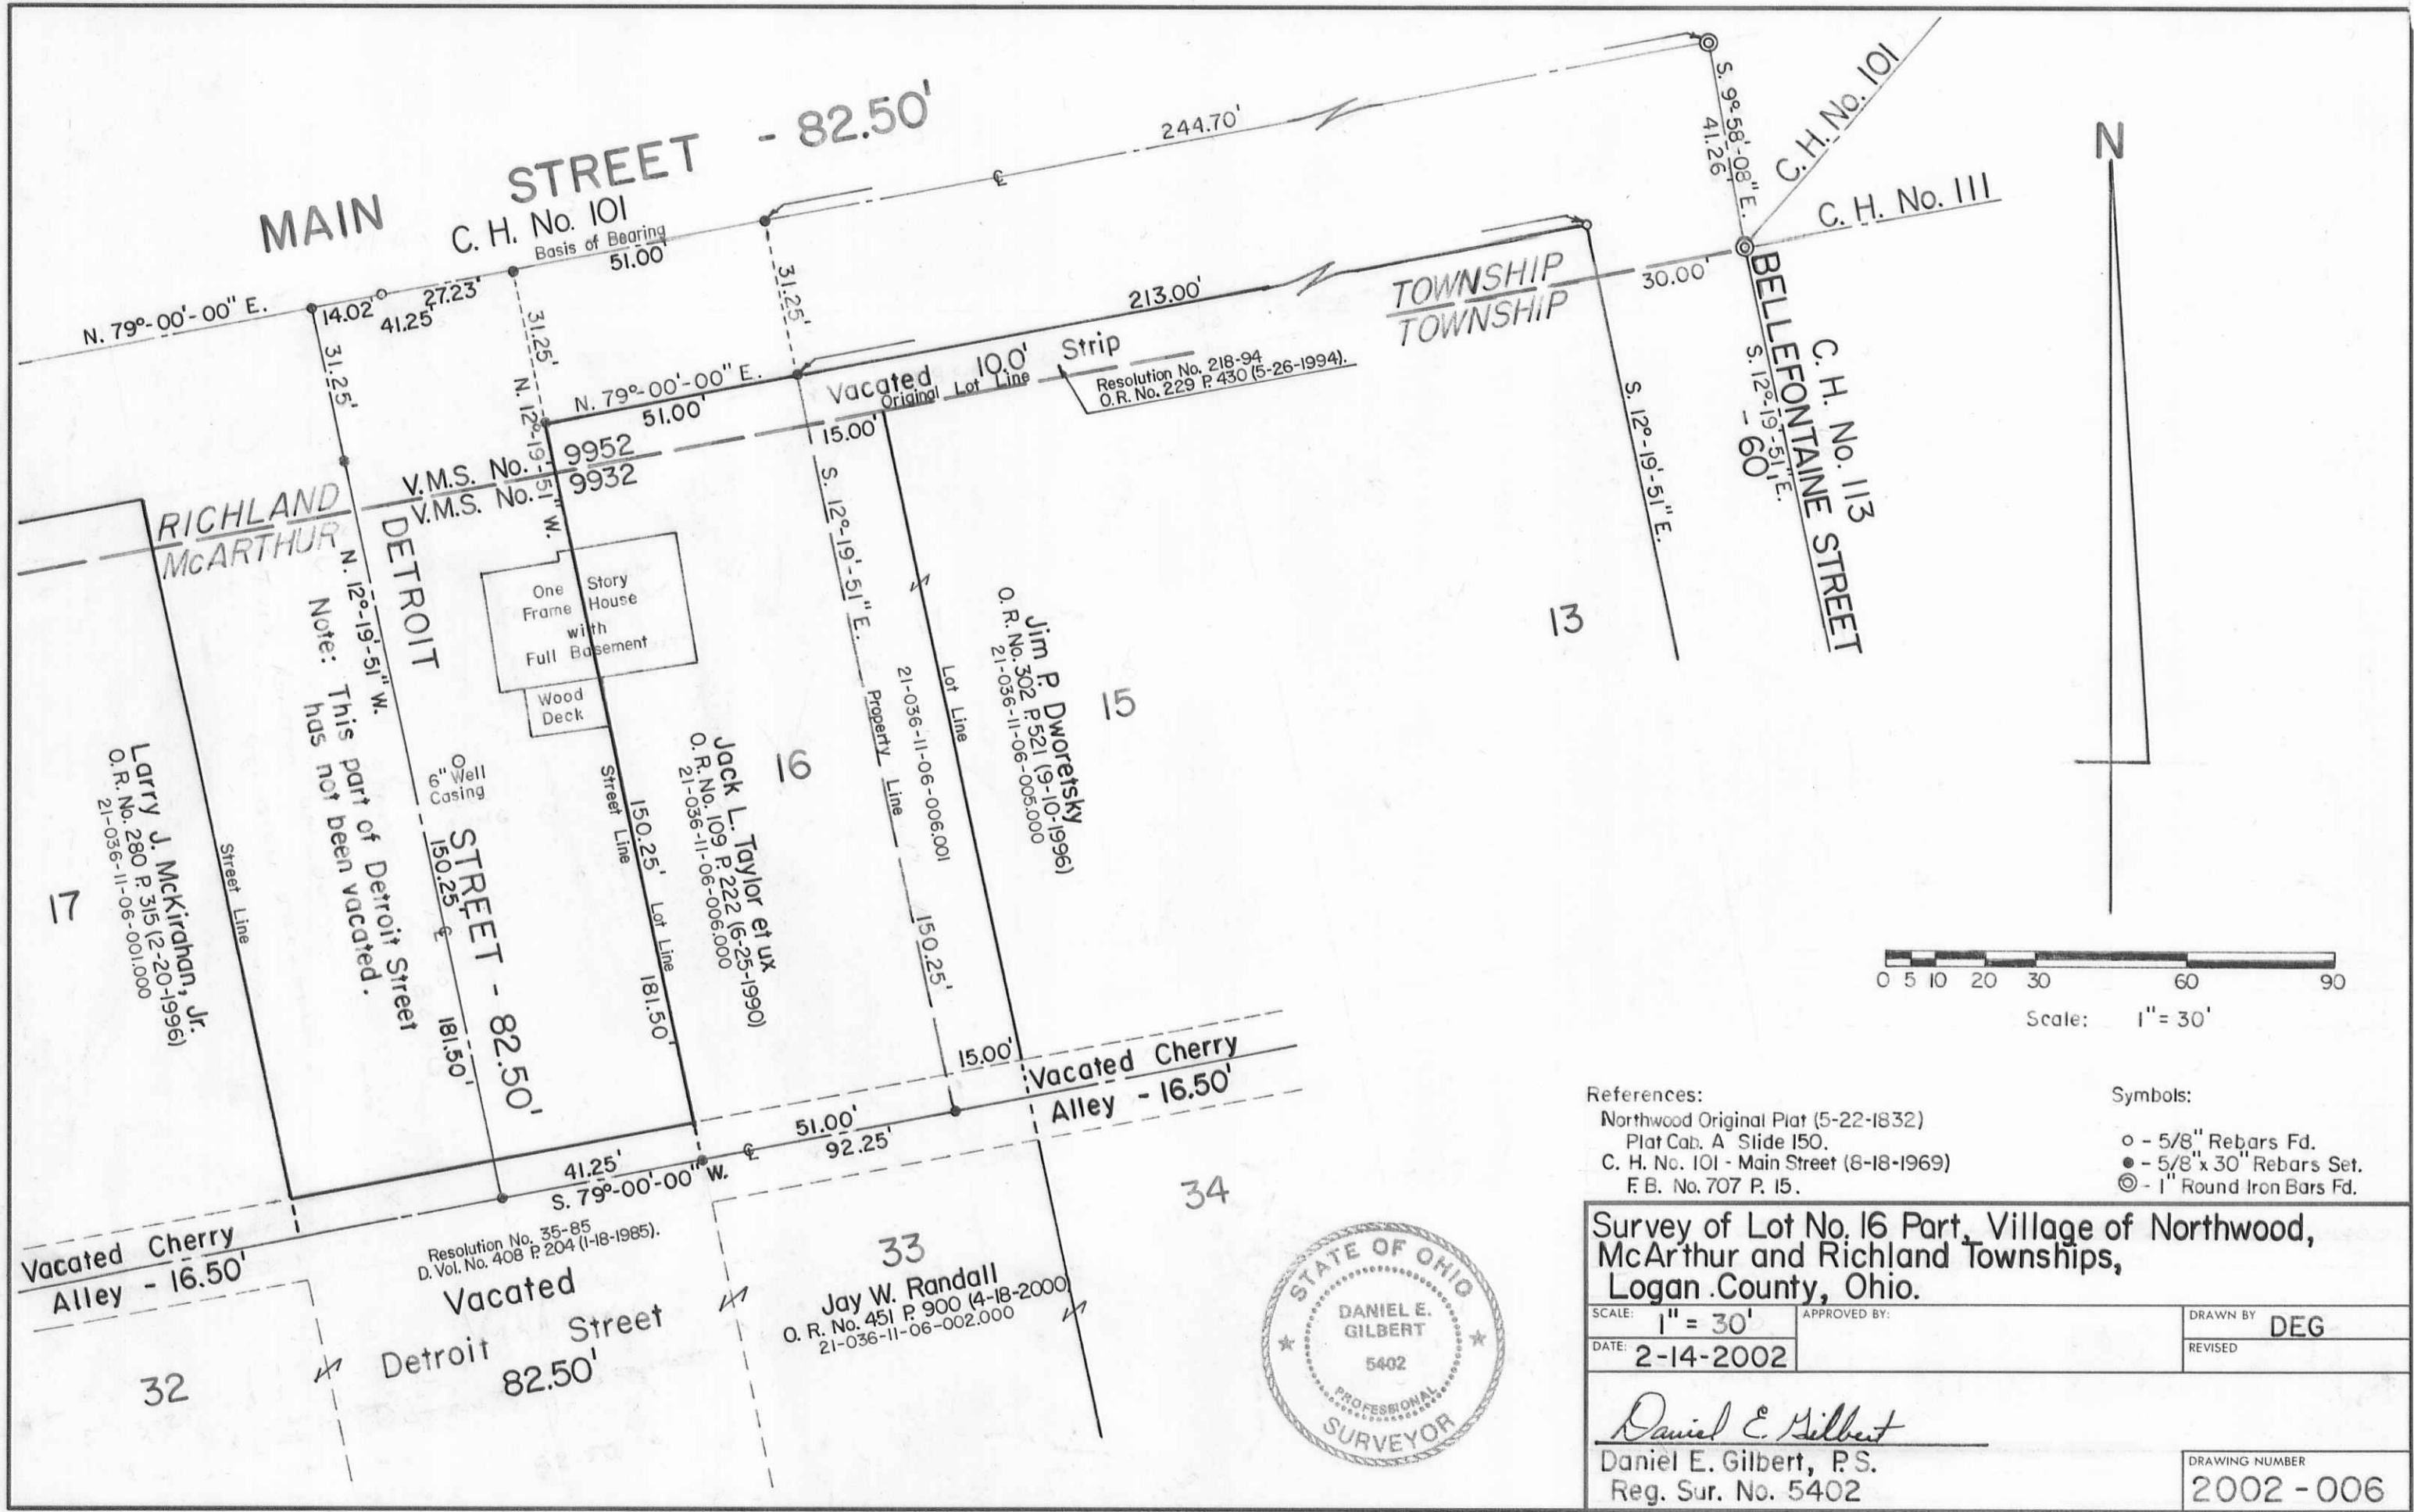 MAIN STREET - 82.50'
C. H. No. 101
Basis of Bearing
51.00'
N. 79°-00'-00" E.
14.02'
27.23'
41.25'
31.25'
31.25'
31.25'
244.70'
℄
S. 9°-58'-08" E.
41.26'
C. H. No. 101
C. H. No. 111
N
N. 79°-00'-00" E.
51.00'
213.00'
TOWNSHIP
TOWNSHIP
30.00'
Vacated 10.0' Strip
Original Lot Line
Resolution No. 218-94
O.R. No. 229 P. 430 (5-26-1994).
15.00'
C. H. No. 113
BELLEFONTAINE STREET
S. 12°-19'-51" E.
- 60'
S. 12°-19'-51" E.
N. 12°-19'-51" W.
V.M.S. No. 9952
V.M.S. No. 9932
RICHLAND
McARTHUR
DETROIT STREET - 82.50'
N. 12°-19'-51" W.
Note: This part of Detroit Street
has not been vacated.
One Story
Frame House
with
Full Basement
Wood
Deck
6" Well
Casing
150.25'
℄
181.50'
Street Line
Larry J. McKirahan, Jr.
O. R. No. 280 P. 315 (2-20-1996)
21-036-11-06-001.000
17
Street Line
150.25'
Lot Line
181.50'
Jack L. Taylor et ux
O. R. No. 109 P. 222 (6-25-1990)
21-036-11-06-006.000
16
S. 12°-19'-51" E.
Property Line
150.25'
21-036-11-06-006.001
Lot Line
Jim P. Dworetsky
O. R. No. 302 P. 521 (9-10-1996)
21-036-11-06-005.000
15
13
15.00'
Vacated Cherry
Alley - 16.50'
51.00'
℄
92.25'
41.25'
S. 79°-00'-00" W.
Vacated Cherry
Alley - 16.50'
Resolution No. 35-85
D. Vol. No. 408 P. 204 (1-18-1985).
Vacated
Detroit Street
82.50'
32
33
Jay W. Randall
O. R. No. 451 P. 900 (4-18-2000)
21-036-11-06-002.000
34
0 5 10 20 30 60 90
Scale: 1" = 30'
References:
Northwood Original Plat (5-22-1832)
Plat Cab. A Slide 150.
C. H. No. 101 - Main Street (8-18-1969)
F. B. No. 707 P. 15.
Symbols:
○ - 5/8" Rebars Fd.
● - 5/8" x 30" Rebars Set.
◎ - 1" Round Iron Bars Fd.
STATE OF OHIO
DANIEL E.
GILBERT
5402
PROFESSIONAL
SURVEYOR
Survey of Lot No. 16 Part, Village of Northwood,
McArthur and Richland Townships,
Logan County, Ohio.
SCALE: 1" = 30'
APPROVED BY:
DRAWN BY DEG
DATE: 2-14-2002
REVISED
Daniel E. Gilbert
Daniel E. Gilbert, P.S.
Reg. Sur. No. 5402
DRAWING NUMBER
2002-006